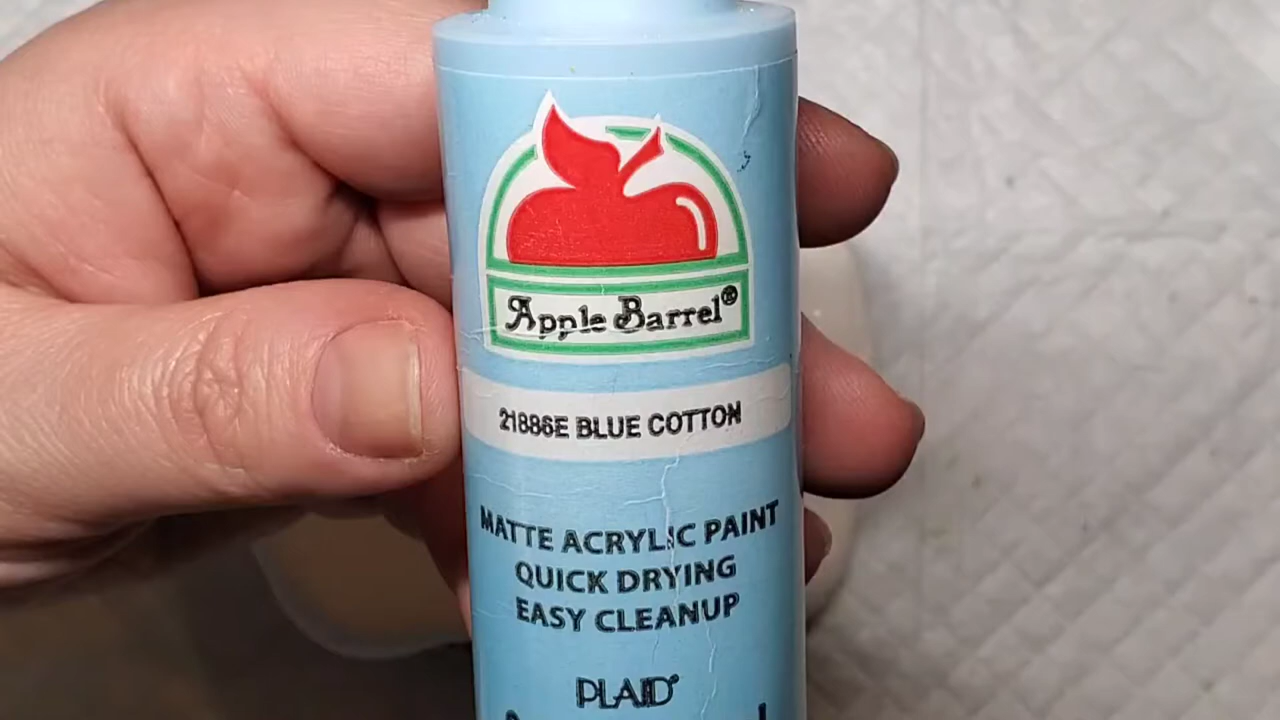 Apple Barrel®
21886E BLUE COTTON
MATTE ACRYLIC PAINT
QUICK DRYING
EASY CLEANUP
PLAID®